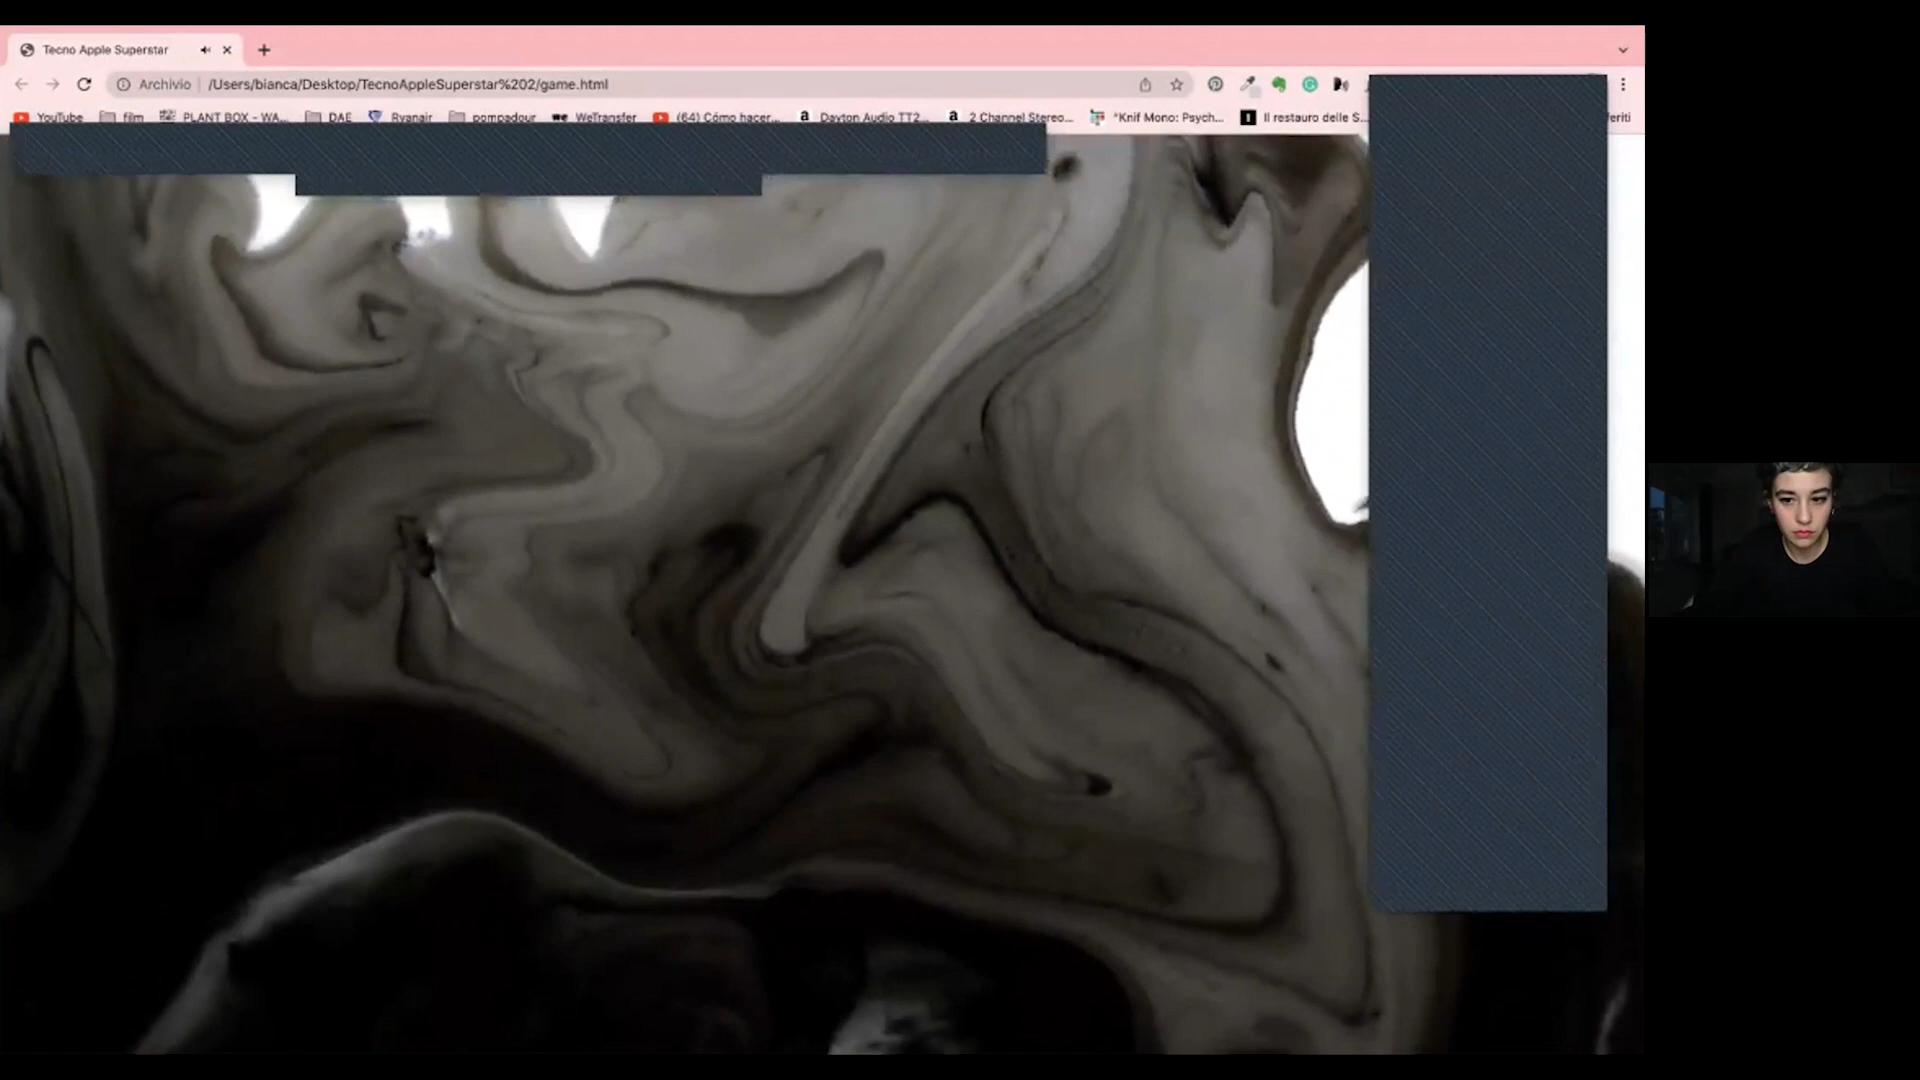 Tecno Apple Superstar
Archivio /Users/bianca/Desktop/TecnoAppleSuperstar%202/game.html
YouTube film PLANT BOX - WA... DAE Ryanair pompadour WeTransfer (64) Cómo hacer... Dayton Audio TT2... 2 Channel Stereo... "Knif Mono: Psych... Il restauro delle S... feriti